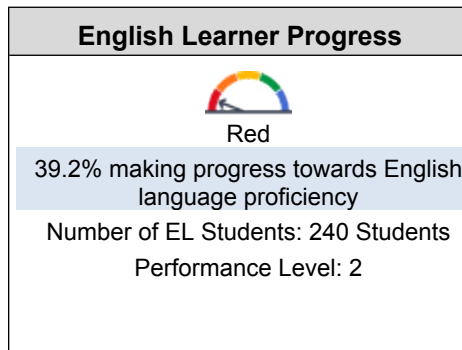 English Learner Progress
Red
39.2% making progress towards English
language proficiency
Number of EL Students: 240 Students
Performance Level: 2